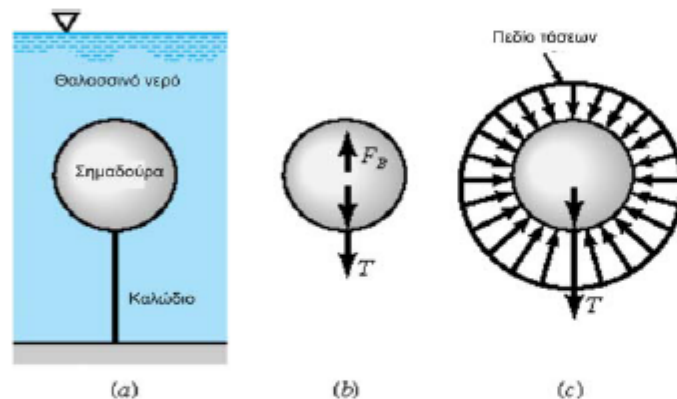 Θαλασσινό νερό
Σημαδούρα
Καλώδιο
(a)
F_B
T
(b)
Πεδίο τάσεων
T
(c)